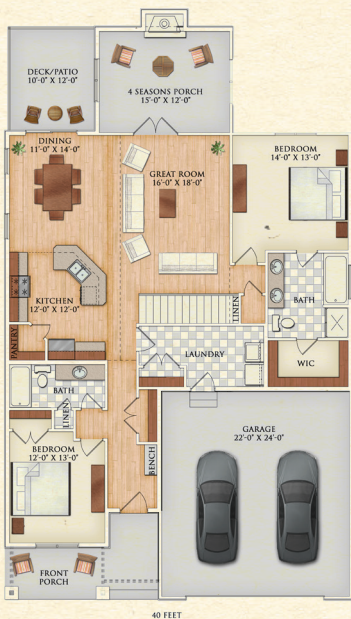 DECK/PATIO
10'-0" X 12'-0"
4 SEASONS PORCH
15'-0" X 12'-0"
DINING
11'-0" X 14'-0"
GREAT ROOM
16'-0" X 18'-0"
BEDROOM
14'-0" X 13'-0"
KITCHEN
12'-0" X 12'-0"
LINEN
BATH
PANTRY
LAUNDRY
WIC
BATH
LINEN
BEDROOM
12'-0" X 13'-0"
BENCH
GARAGE
22'-0" X 24'-0"
FRONT
PORCH
40 FEET